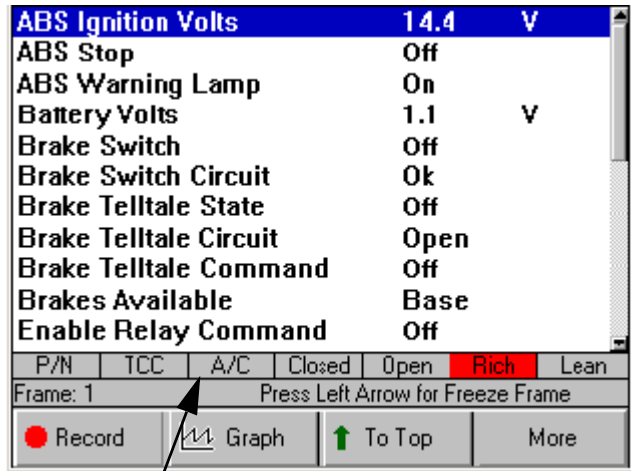 ABS Ignition Volts 14.4 V
ABS Stop Off
ABS Warning Lamp On
Battery Volts 1.1 V
Brake Switch Off
Brake Switch Circuit Ok
Brake Telltale State Off
Brake Telltale Circuit Open
Brake Telltale Command Off
Brakes Available Base
Enable Relay Command Off
P/N TCC A/C Closed Open Rich Lean
Frame: 1 Press Left Arrow for Freeze Frame
Record Graph To Top More